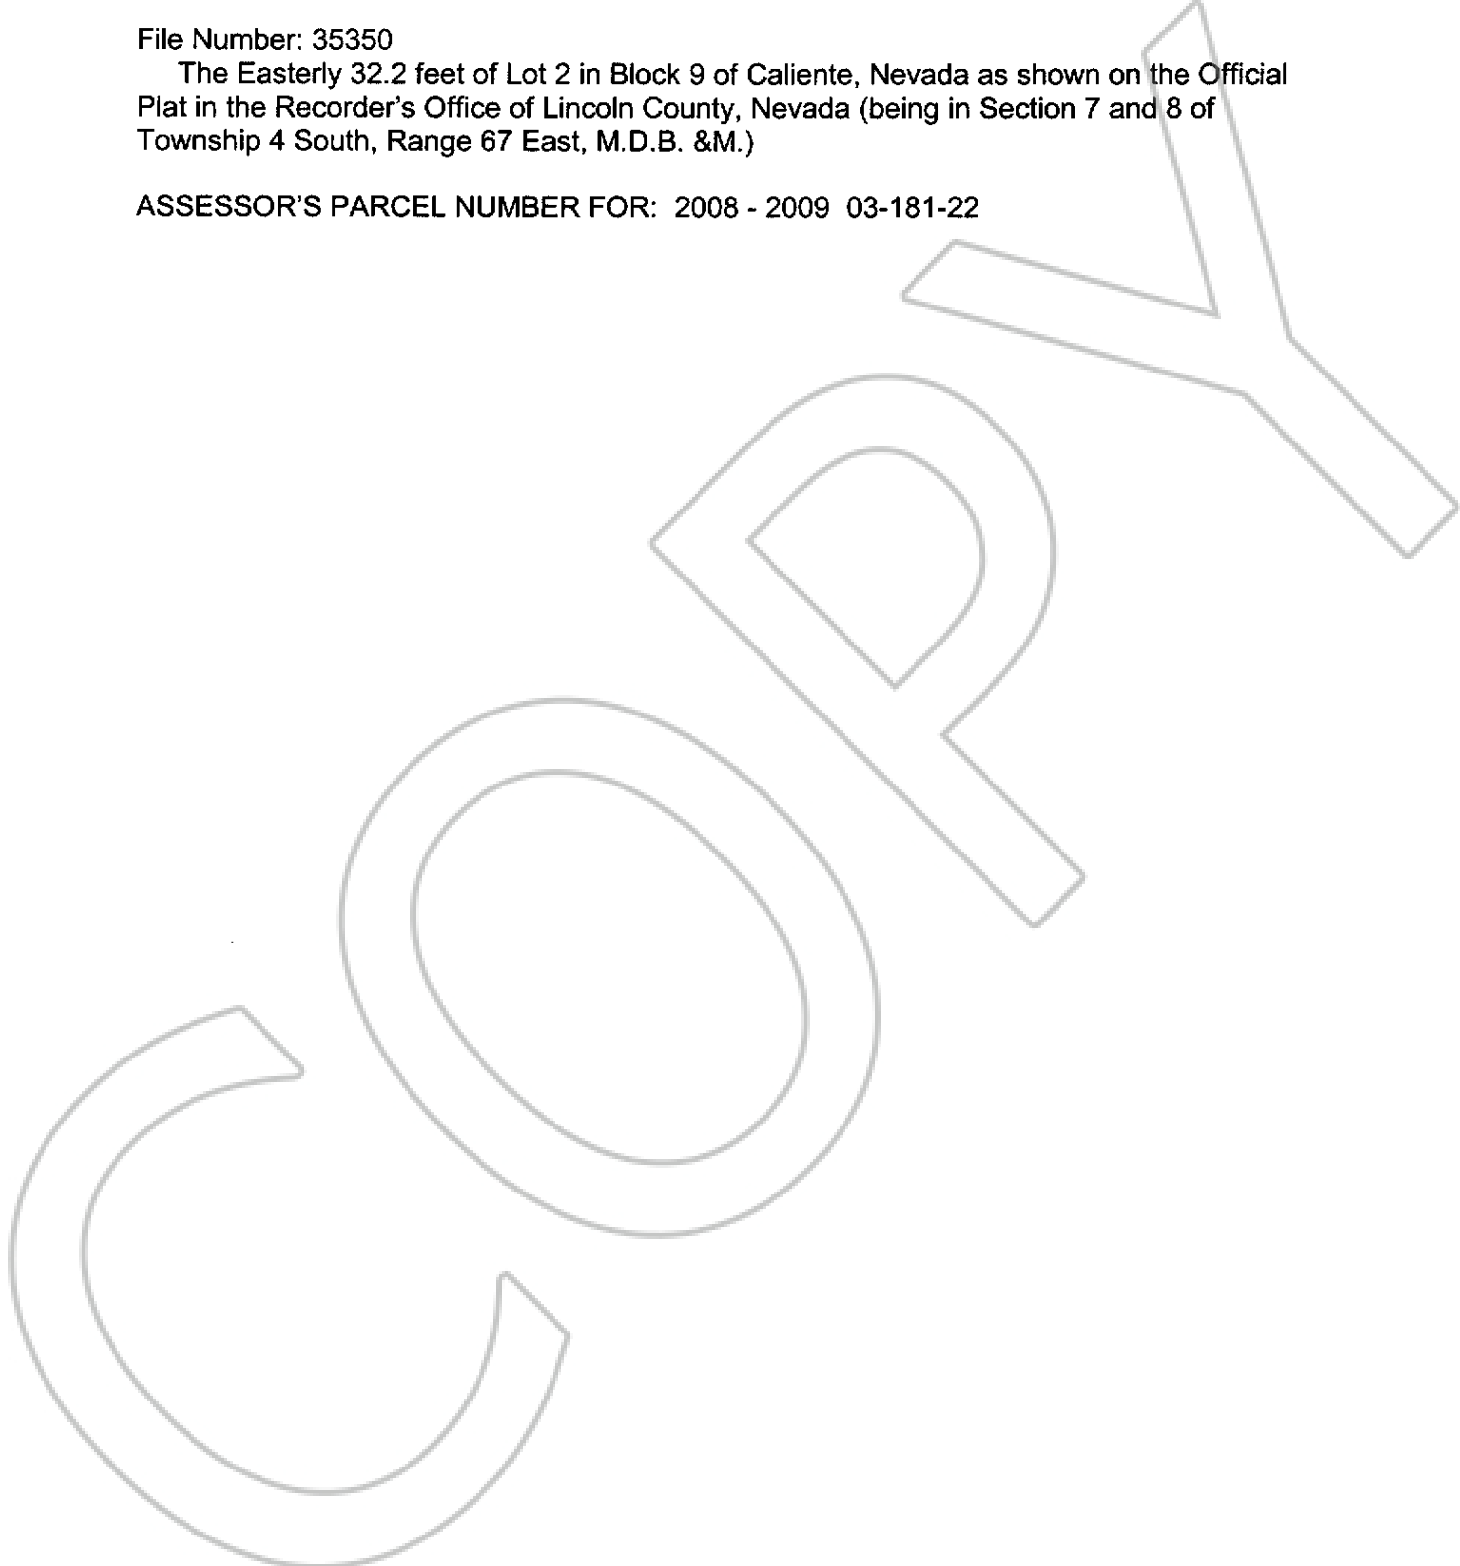 File Number: 35350
The Easterly 32.2 feet of Lot 2 in Block 9 of Caliente, Nevada as shown on the Official
Plat in the Recorder's Office of Lincoln County, Nevada (being in Section 7 and 8 of
Township 4 South, Range 67 East, M.D.B. &M.)
ASSESSOR'S PARCEL NUMBER FOR: 2008 - 2009 03-181-22
COPY